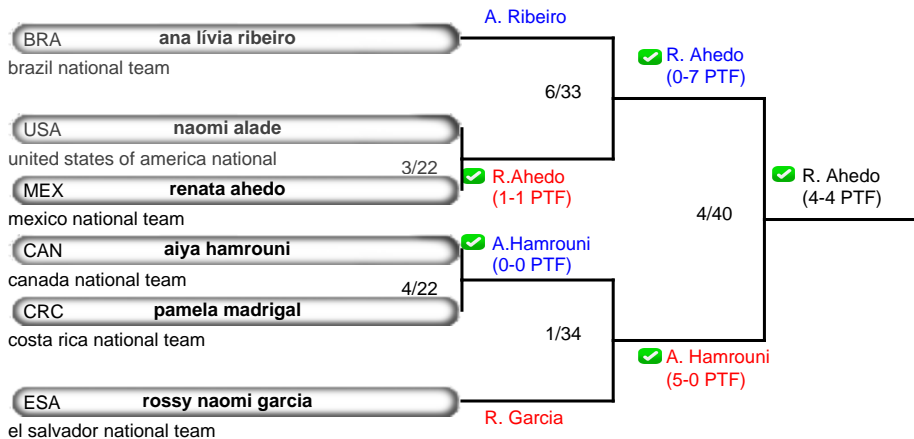 A. Ribeiro
BRA ana lívia ribeiro
brazil national team
R. Ahedo
(0-7 PTF)
6/33
USA naomi alade
united states of america national
3/22
R.Ahedo
(1-1 PTF)
MEX renata ahedo
mexico national team
R. Ahedo
(4-4 PTF)
4/40
CAN aiya hamrouni
canada national team
A.Hamrouni
(0-0 PTF)
4/22
CRC pamela madrigal
costa rica national team
1/34
A. Hamrouni
(5-0 PTF)
ESA rossy naomi garcia
el salvador national team
R. Garcia